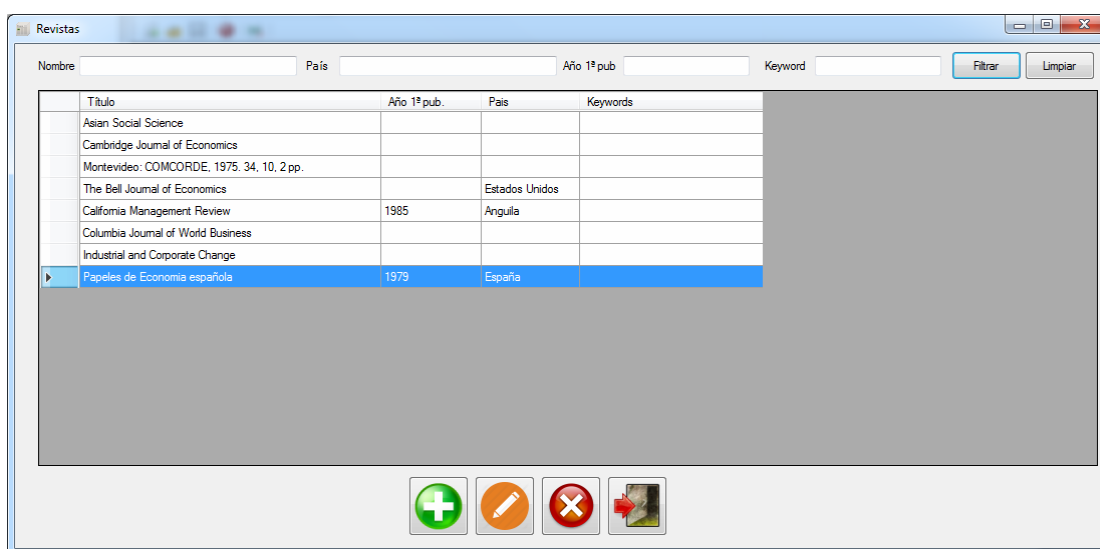 Revistas
Nombre País Año 1ª pub Keyword Filtrar Limpiar
Título Año 1ª pub. Pais Keywords
Asian Social Science
Cambridge Journal of Economics
Montevideo: COMCORDE, 1975. 34, 10, 2 pp.
The Bell Journal of Economics Estados Unidos
California Management Review 1985 Anguila
Columbia Journal of World Business
Industrial and Corporate Change
Papeles de Economia española 1979 España